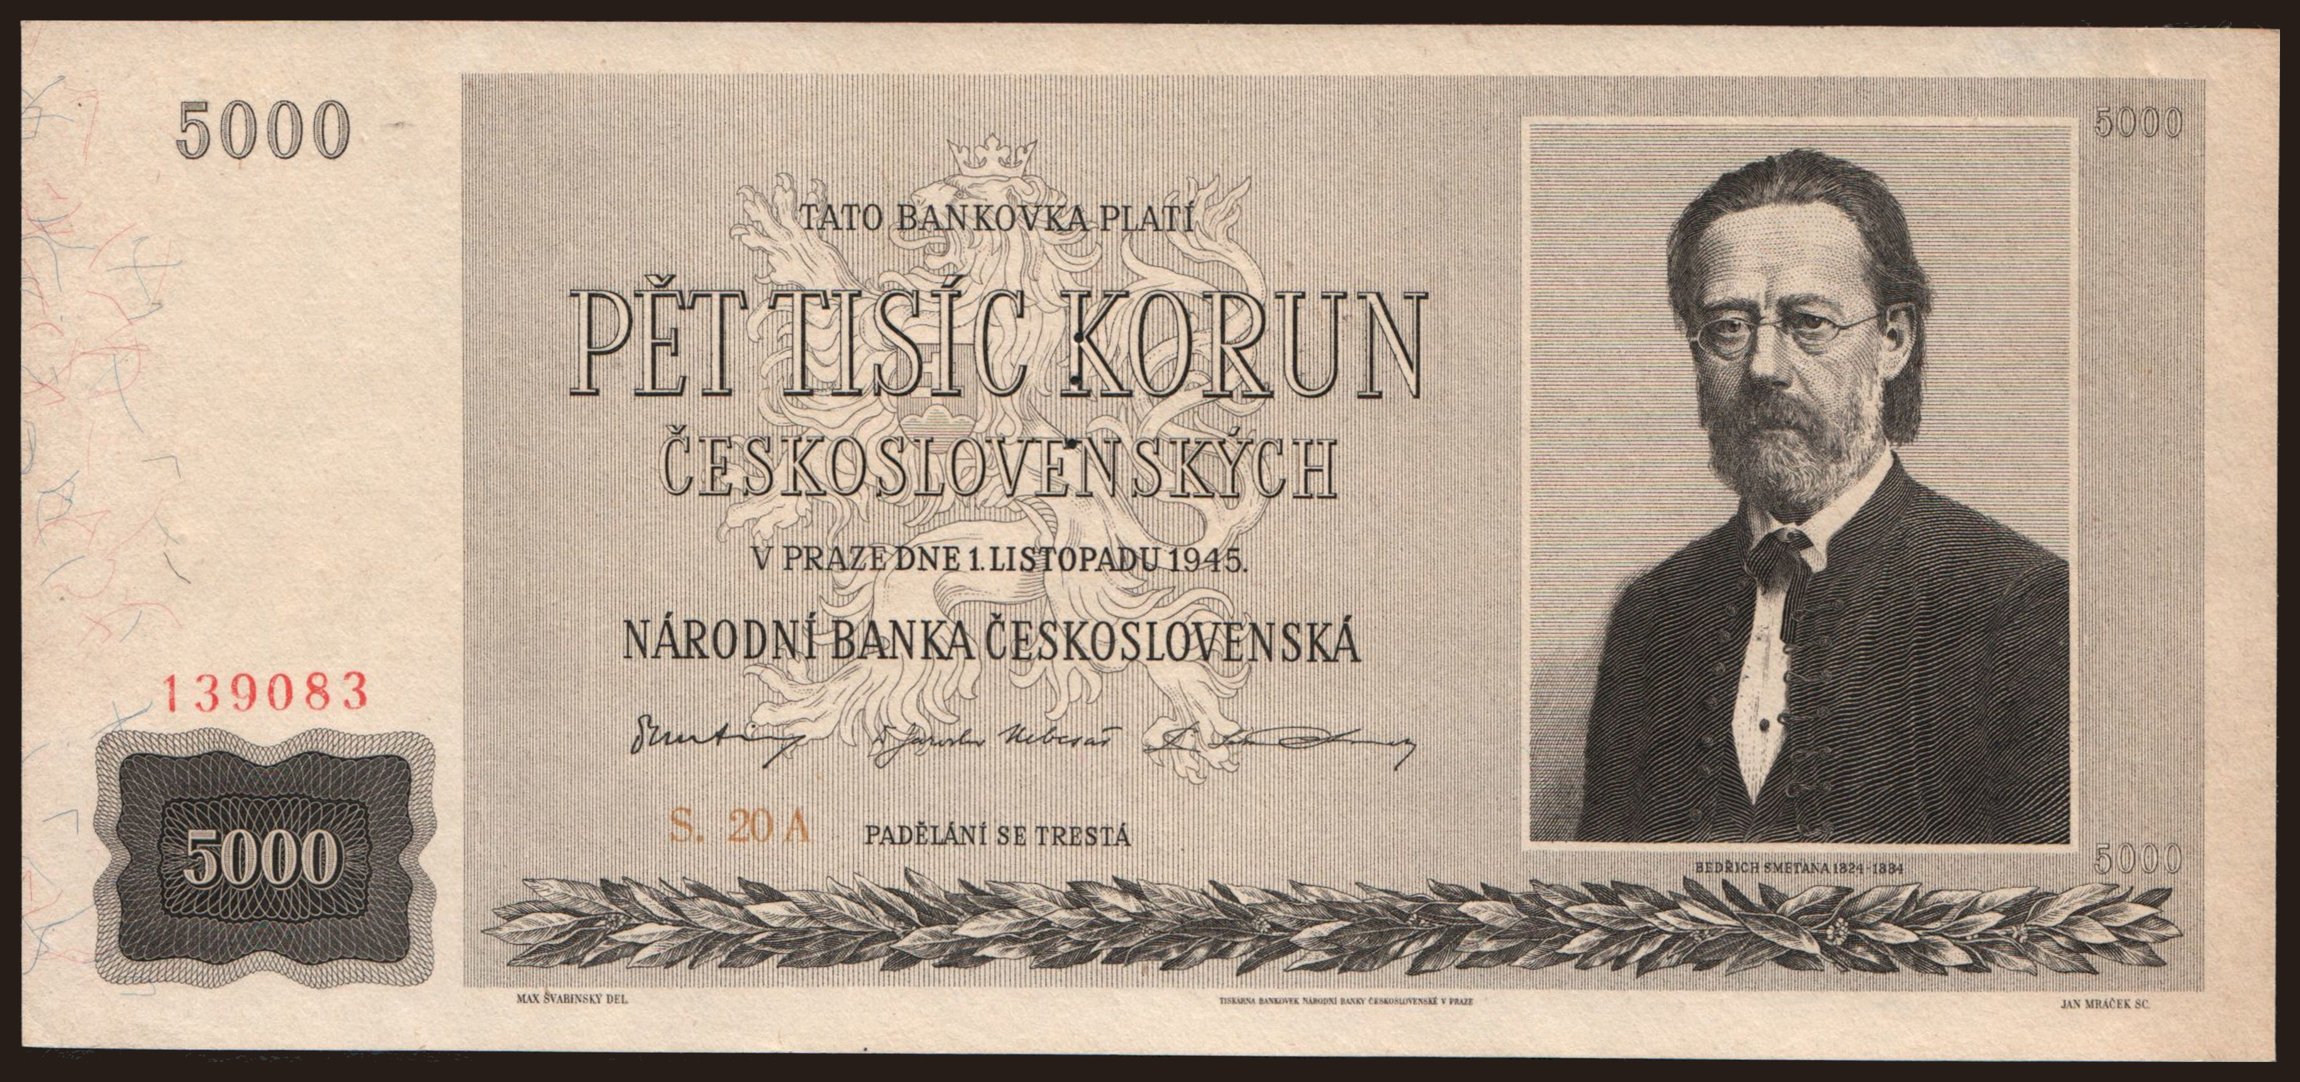 5000
5000
TATO BANKOVKA PLATÍ
PĚT TISÍC KORUN
ČESKOSLOVENSKÝCH
V PRAZE DNE 1. LISTOPADU 1945.
NÁRODNÍ BANKA ČESKOSLOVENSKÁ
139083
S. 20 A
PADĚLÁNÍ SE TRESTÁ
5000
BEDŘICH SMETANA 1824-1884
5000
MAX ŠVABINSKÝ DEL.
TISKÁRNA BANKOVEK NÁRODNÍ BANKY ČESKOSLOVENSKÉ V PRAZE
JAN MRÁČEK SC.